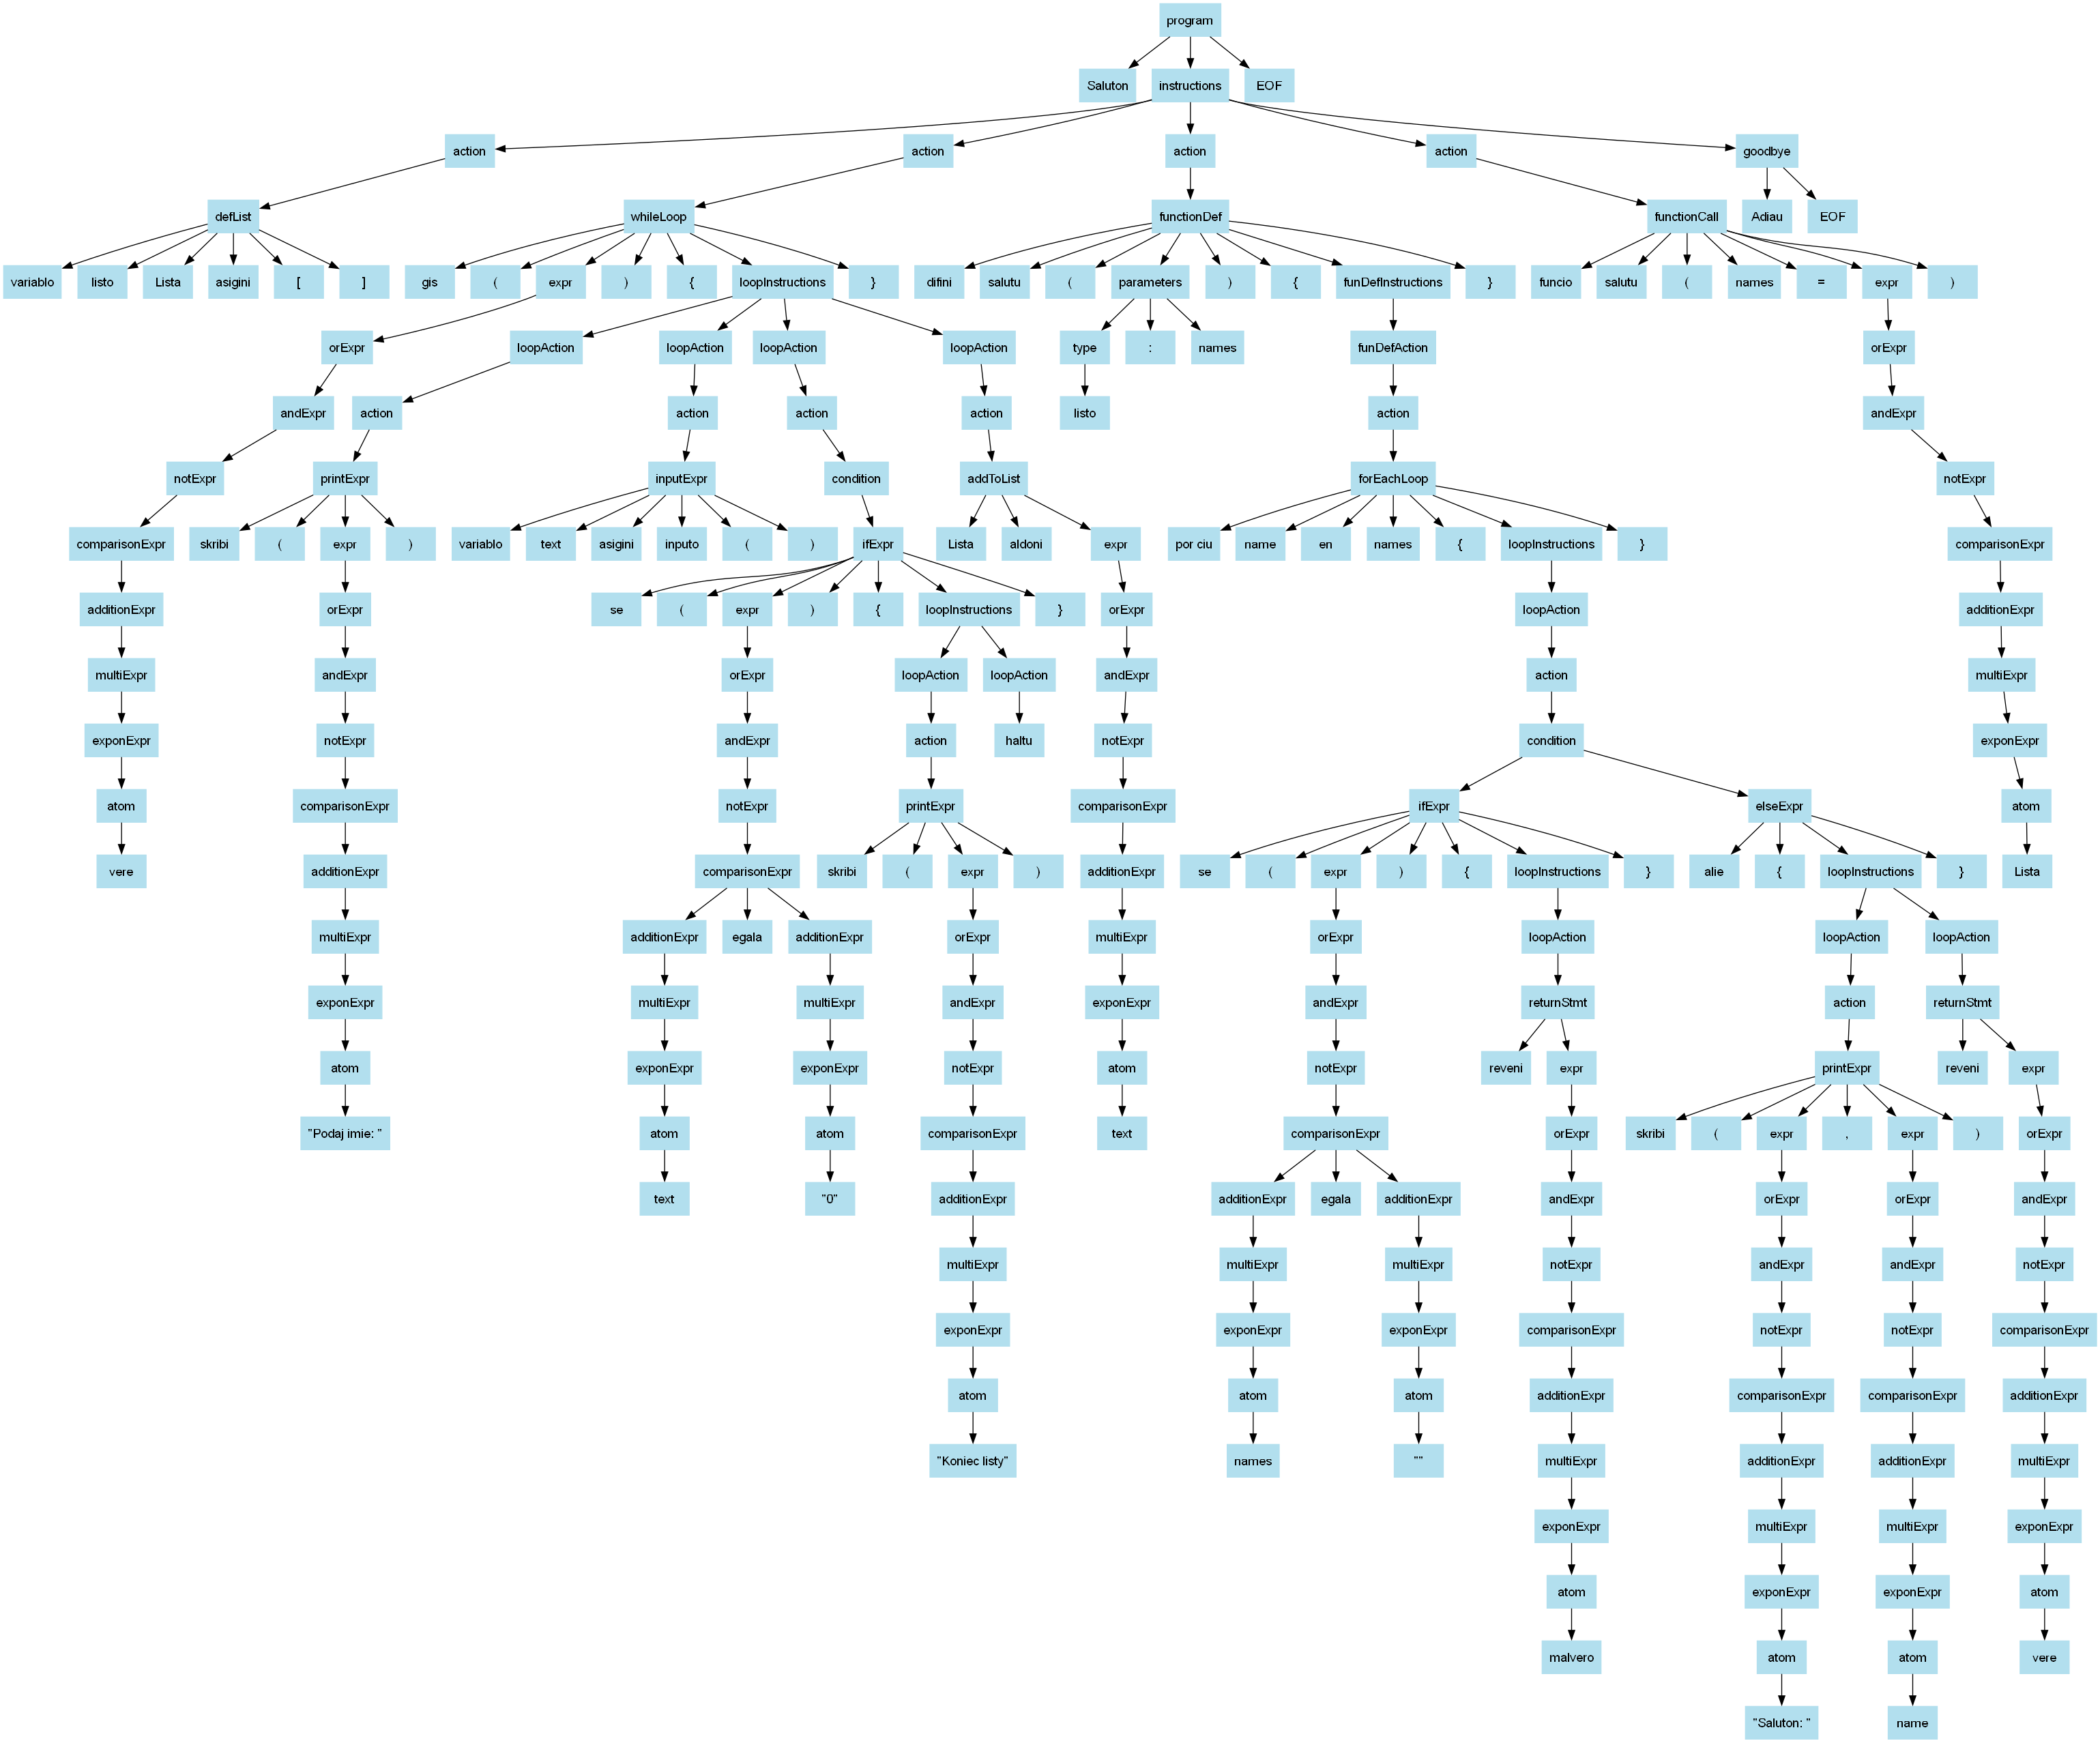 program
Saluton instructions EOF
action action action action goodbye
defList whileLoop functionDef functionCall Adiau EOF
variablo listo Lista asigini [ ] gis ( expr ) { loopInstructions } difini salutu ( parameters ) { funDefInstructions } funcio salutu ( names = expr )
orExpr loopAction loopAction loopAction loopAction type : names funDefAction orExpr
andExpr action action action action listo action andExpr
notExpr printExpr inputExpr condition addToList forEachLoop notExpr
comparisonExpr skribi ( expr ) variablo text asigini inputo ( ) ifExpr Lista aldoni expr por ciu name en names { loopInstructions } comparisonExpr
additionExpr orExpr se ( expr ) { loopInstructions } orExpr loopAction additionExpr
multiExpr andExpr orExpr loopAction loopAction andExpr action multiExpr
exponExpr notExpr andExpr action haltu notExpr condition exponExpr
atom comparisonExpr notExpr printExpr comparisonExpr ifExpr elseExpr atom
vere additionExpr comparisonExpr skribi ( expr ) additionExpr se ( expr ) { loopInstructions } alie { loopInstructions } Lista
multiExpr additionExpr egala additionExpr orExpr multiExpr orExpr loopAction loopAction loopAction
exponExpr multiExpr multiExpr andExpr exponExpr andExpr returnStmt action returnStmt
atom exponExpr exponExpr notExpr atom notExpr reveni expr printExpr reveni expr
"Podaj imie: " atom atom comparisonExpr text comparisonExpr orExpr skribi ( expr , expr ) orExpr
text "0" additionExpr additionExpr egala additionExpr andExpr orExpr orExpr andExpr
multiExpr multiExpr multiExpr notExpr andExpr andExpr notExpr
exponExpr exponExpr exponExpr comparisonExpr notExpr notExpr comparisonExpr
atom atom atom additionExpr comparisonExpr comparisonExpr additionExpr
"Koniec listy" names "" multiExpr additionExpr additionExpr multiExpr
exponExpr multiExpr multiExpr exponExpr
atom exponExpr exponExpr atom
malvero atom atom vere
"Saluton: " name